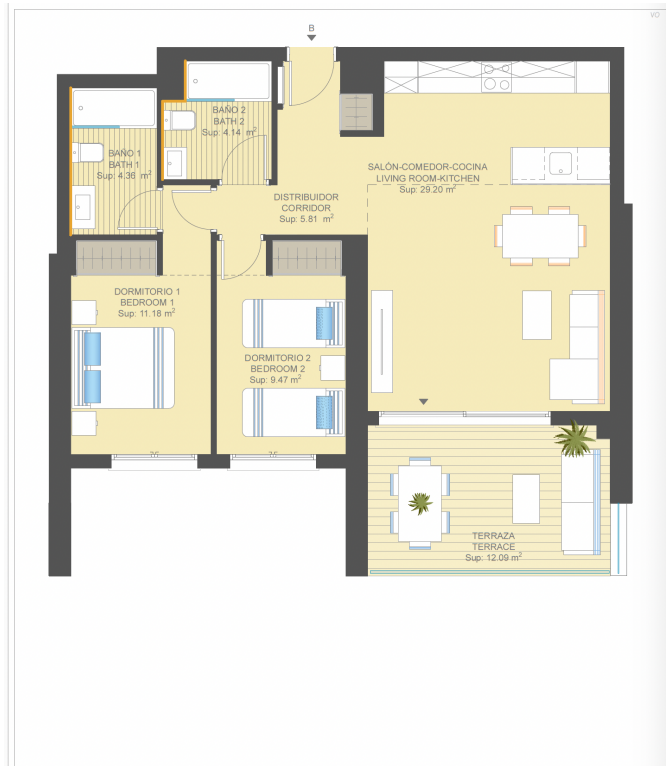 B
BAÑO 2
BATH 2
Sup: 4.14 m²
BAÑO 1
BATH 1
Sup: 4.36 m²
SALÓN-COMEDOR-COCINA
LIVING ROOM-KITCHEN
Sup: 29.20 m²
DISTRIBUIDOR
CORRIDOR
Sup: 5.81 m²
DORMITORIO 1
BEDROOM 1
Sup: 11.18 m²
DORMITORIO 2
BEDROOM 2
Sup: 9.47 m²
TERRAZA
TERRACE
Sup: 12.09 m²